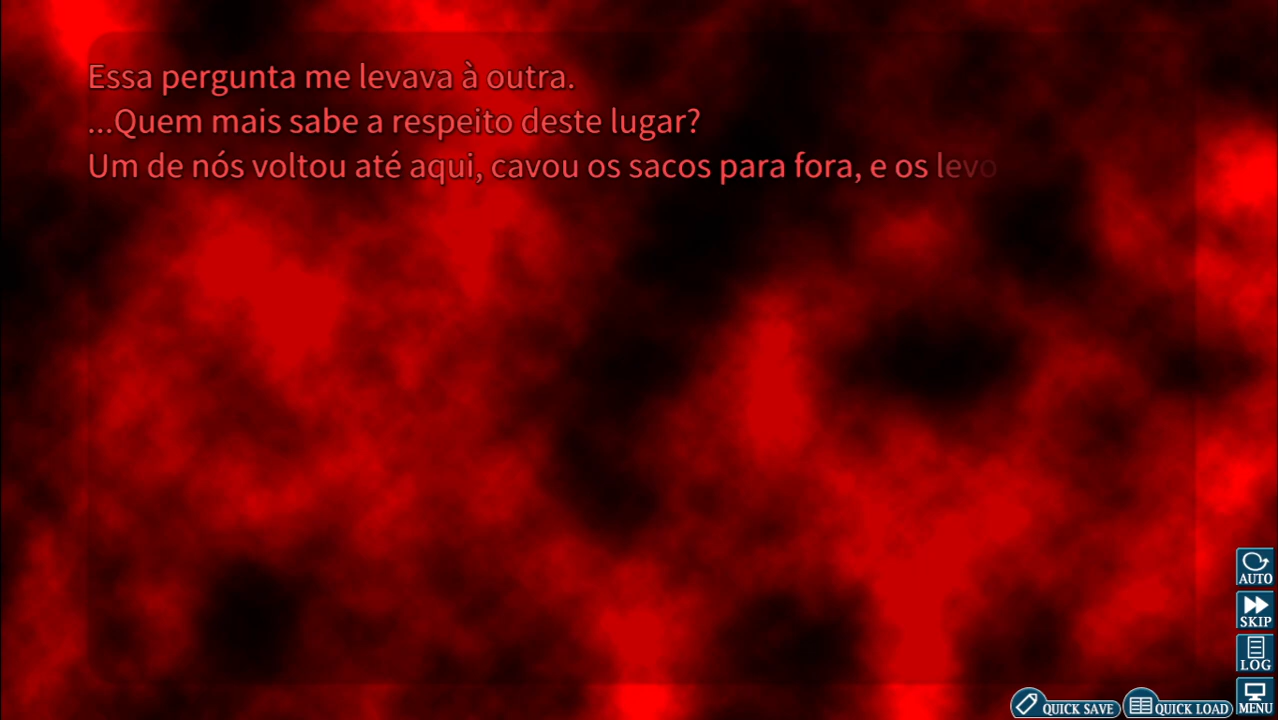 Essa pergunta me levava à outra.
...Quem mais sabe a respeito deste lugar?
Um de nós voltou até aqui, cavou os sacos para fora, e os levo
AUTO
SKIP
LOG
QUICK SAVE
QUICK LOAD
MENU